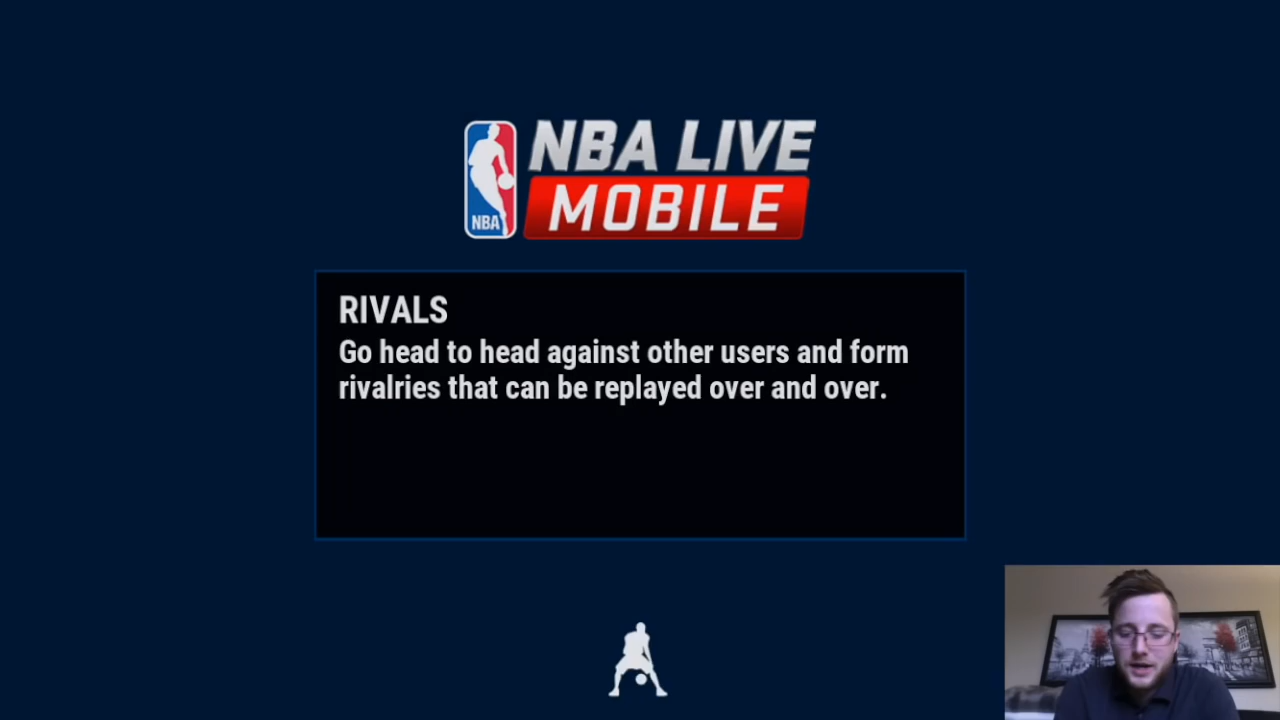 NBA LIVE
MOBILE
NBA
RIVALS
Go head to head against other users and form
rivalries that can be replayed over and over.